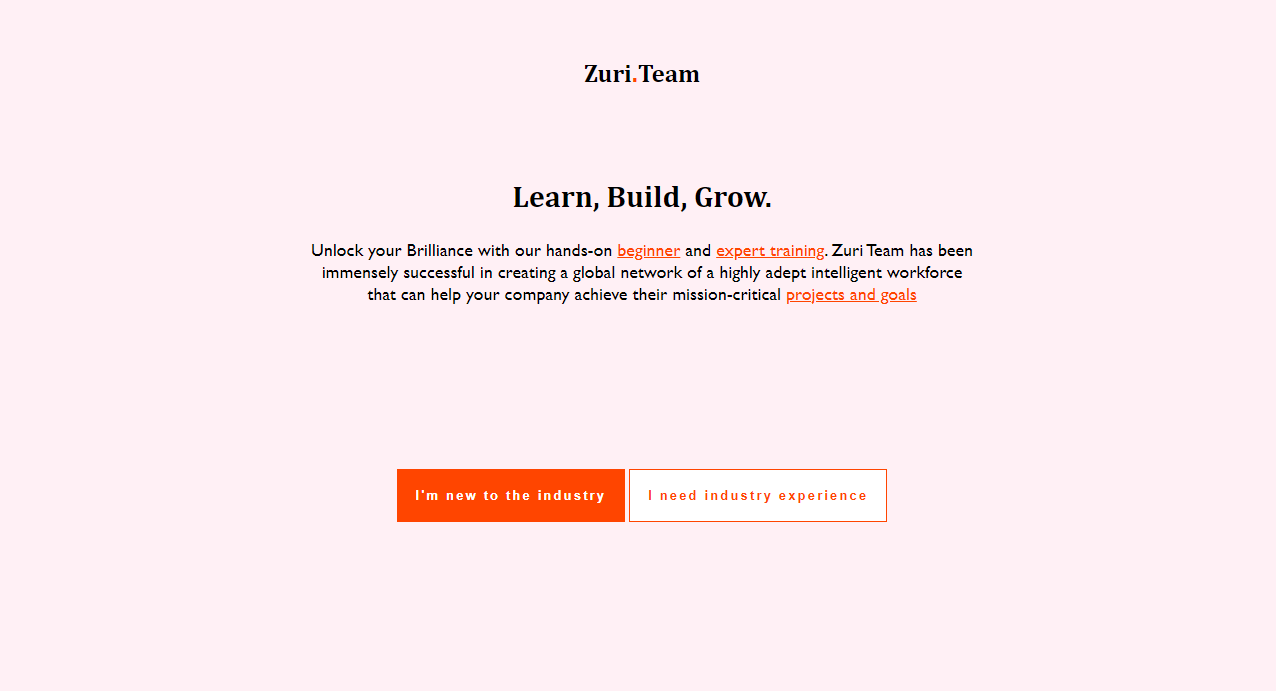 Zuri.Team
Learn, Build, Grow.
Unlock your Brilliance with our hands-on beginner and expert training. Zuri Team has been
immensely successful in creating a global network of a highly adept intelligent workforce
that can help your company achieve their mission-critical projects and goals
I'm new to the industry
I need industry experience